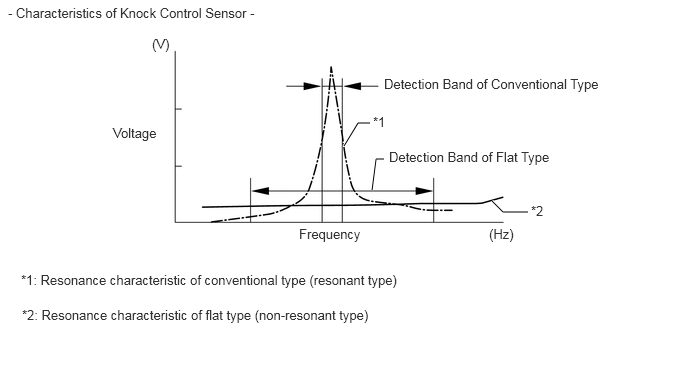 - Characteristics of Knock Control Sensor -
(V)
Detection Band of Conventional Type
*1
Voltage
Detection Band of Flat Type
*2
Frequency
(Hz)
*1: Resonance characteristic of conventional type (resonant type)
*2: Resonance characteristic of flat type (non-resonant type)